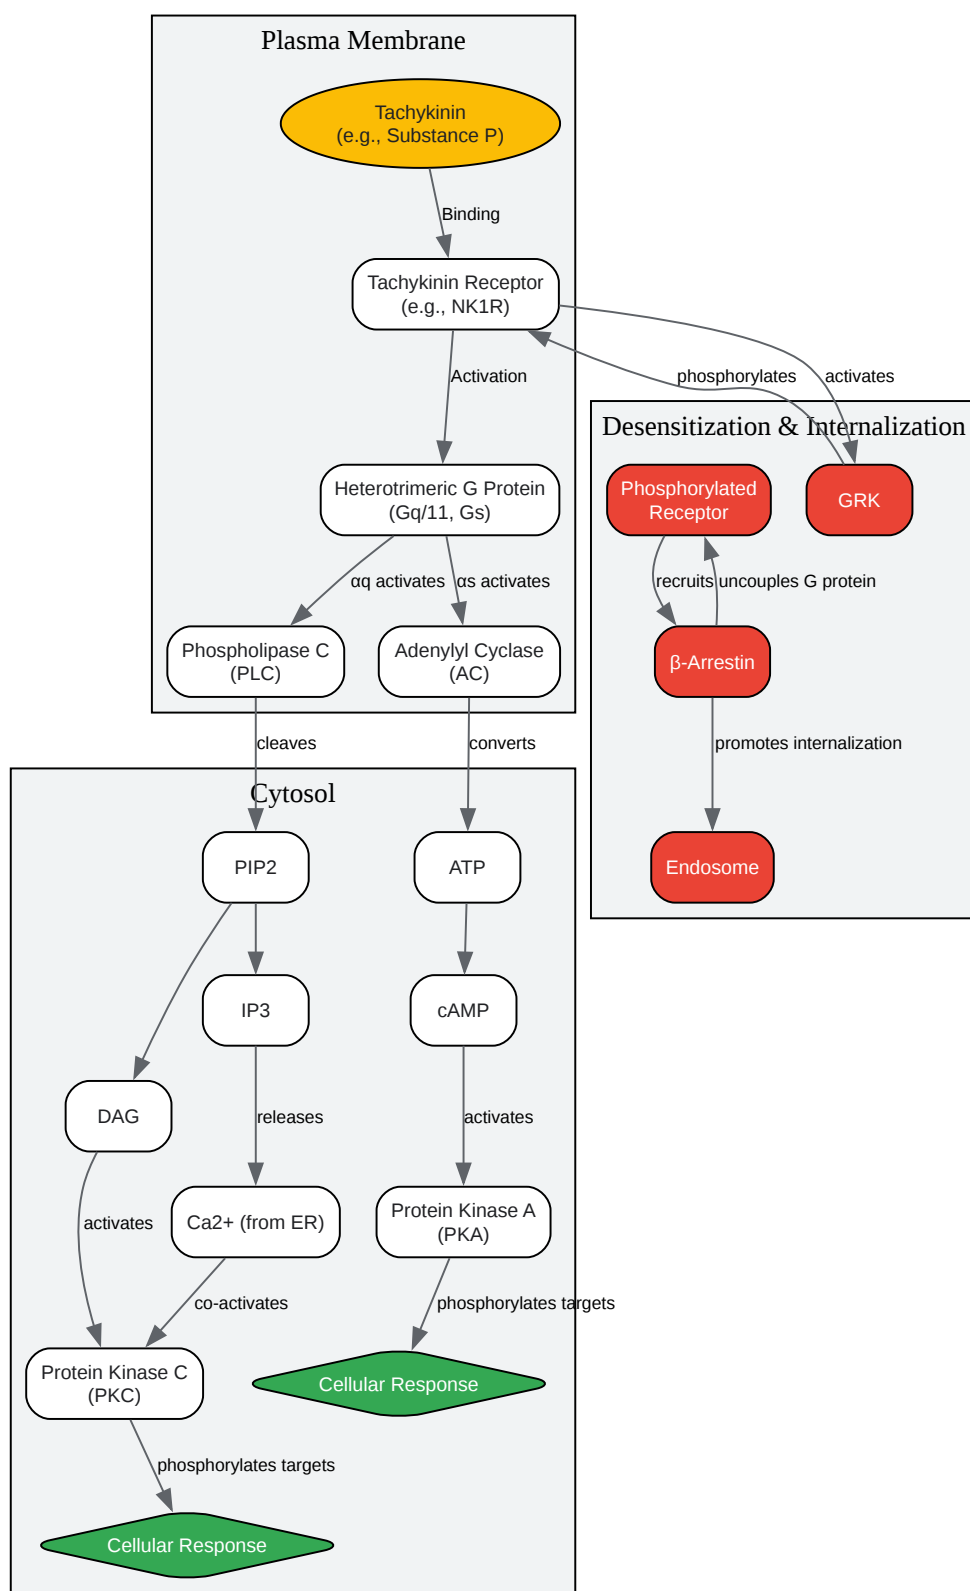 Plasma Membrane
Tachykinin
(e.g., Substance P)
Binding
Tachykinin Receptor
(e.g., NK1R)
Activation
phosphorylates
activates
Desensitization & Internalization
Heterotrimeric G Protein
(Gq/11, Gs)
Phosphorylated
Receptor
GRK
αq activates
αs activates
recruits
uncouples G protein
Phospholipase C
(PLC)
Adenylyl Cyclase
(AC)
β-Arrestin
cleaves
converts
promotes internalization
Cytosol
PIP2
ATP
Endosome
IP3
cAMP
DAG
releases
activates
activates
Ca2+ (from ER)
Protein Kinase A
(PKA)
co-activates
phosphorylates targets
Protein Kinase C
(PKC)
Cellular Response
phosphorylates targets
Cellular Response